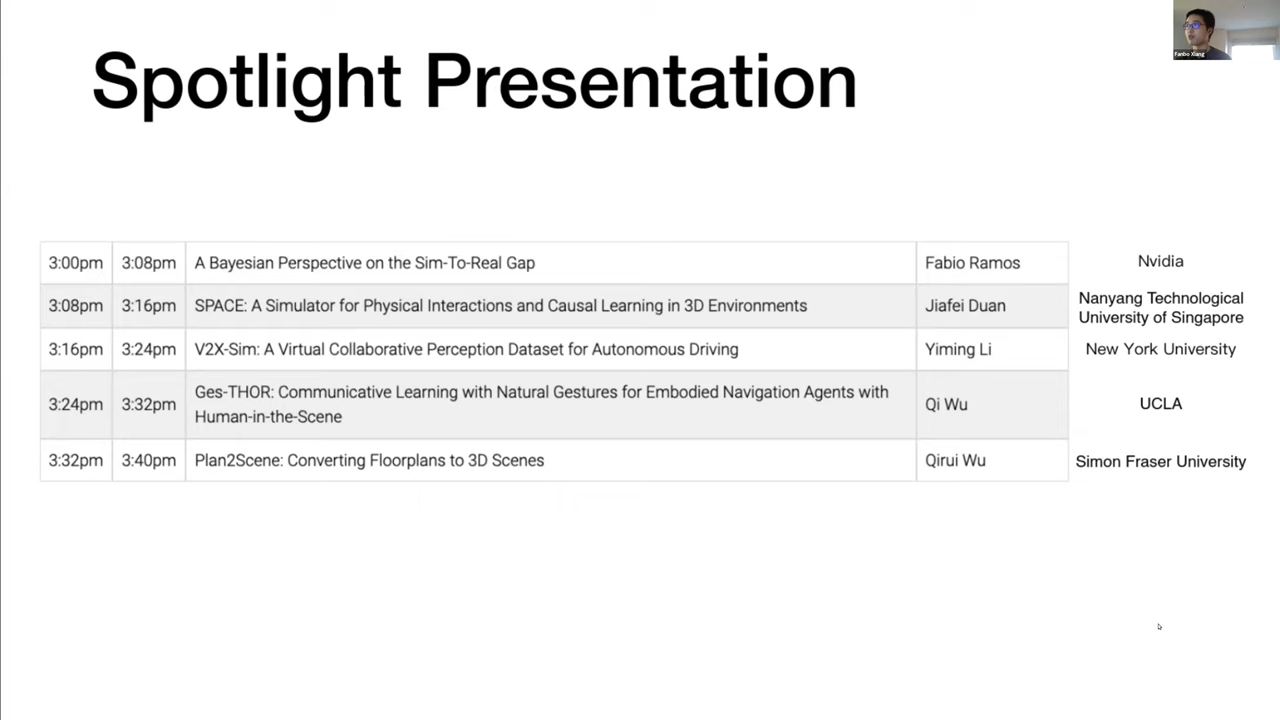 Spotlight Presentation
Fanbo Xiang
3:00pm 3:08pm A Bayesian Perspective on the Sim-To-Real Gap Fabio Ramos Nvidia
3:08pm 3:16pm SPACE: A Simulator for Physical Interactions and Causal Learning in 3D Environments Jiafei Duan Nanyang Technological
University of Singapore
3:16pm 3:24pm V2X-Sim: A Virtual Collaborative Perception Dataset for Autonomous Driving Yiming Li New York University
3:24pm 3:32pm Ges-THOR: Communicative Learning with Natural Gestures for Embodied Navigation Agents with
Human-in-the-Scene Qi Wu UCLA
3:32pm 3:40pm Plan2Scene: Converting Floorplans to 3D Scenes Qirui Wu Simon Fraser University